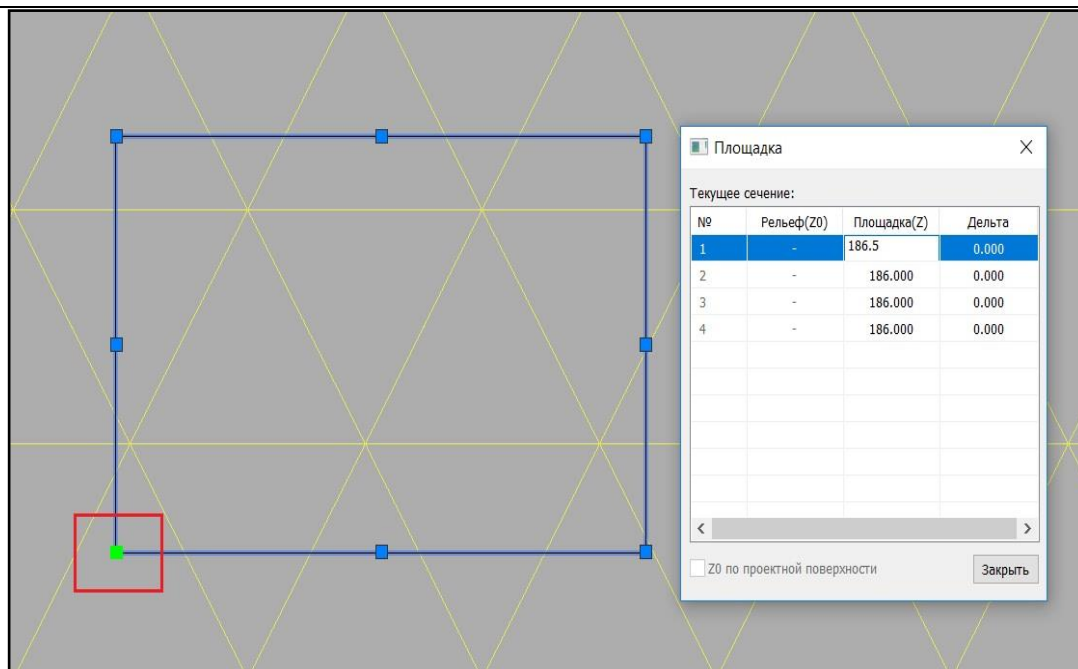 Площадка
Текущее сечение:
№ Рельеф(Z0) Площадка(Z) Дельта
1 - 186.5 0.000
2 - 186.000 0.000
3 - 186.000 0.000
4 - 186.000 0.000
Z0 по проектной поверхности Закрыть